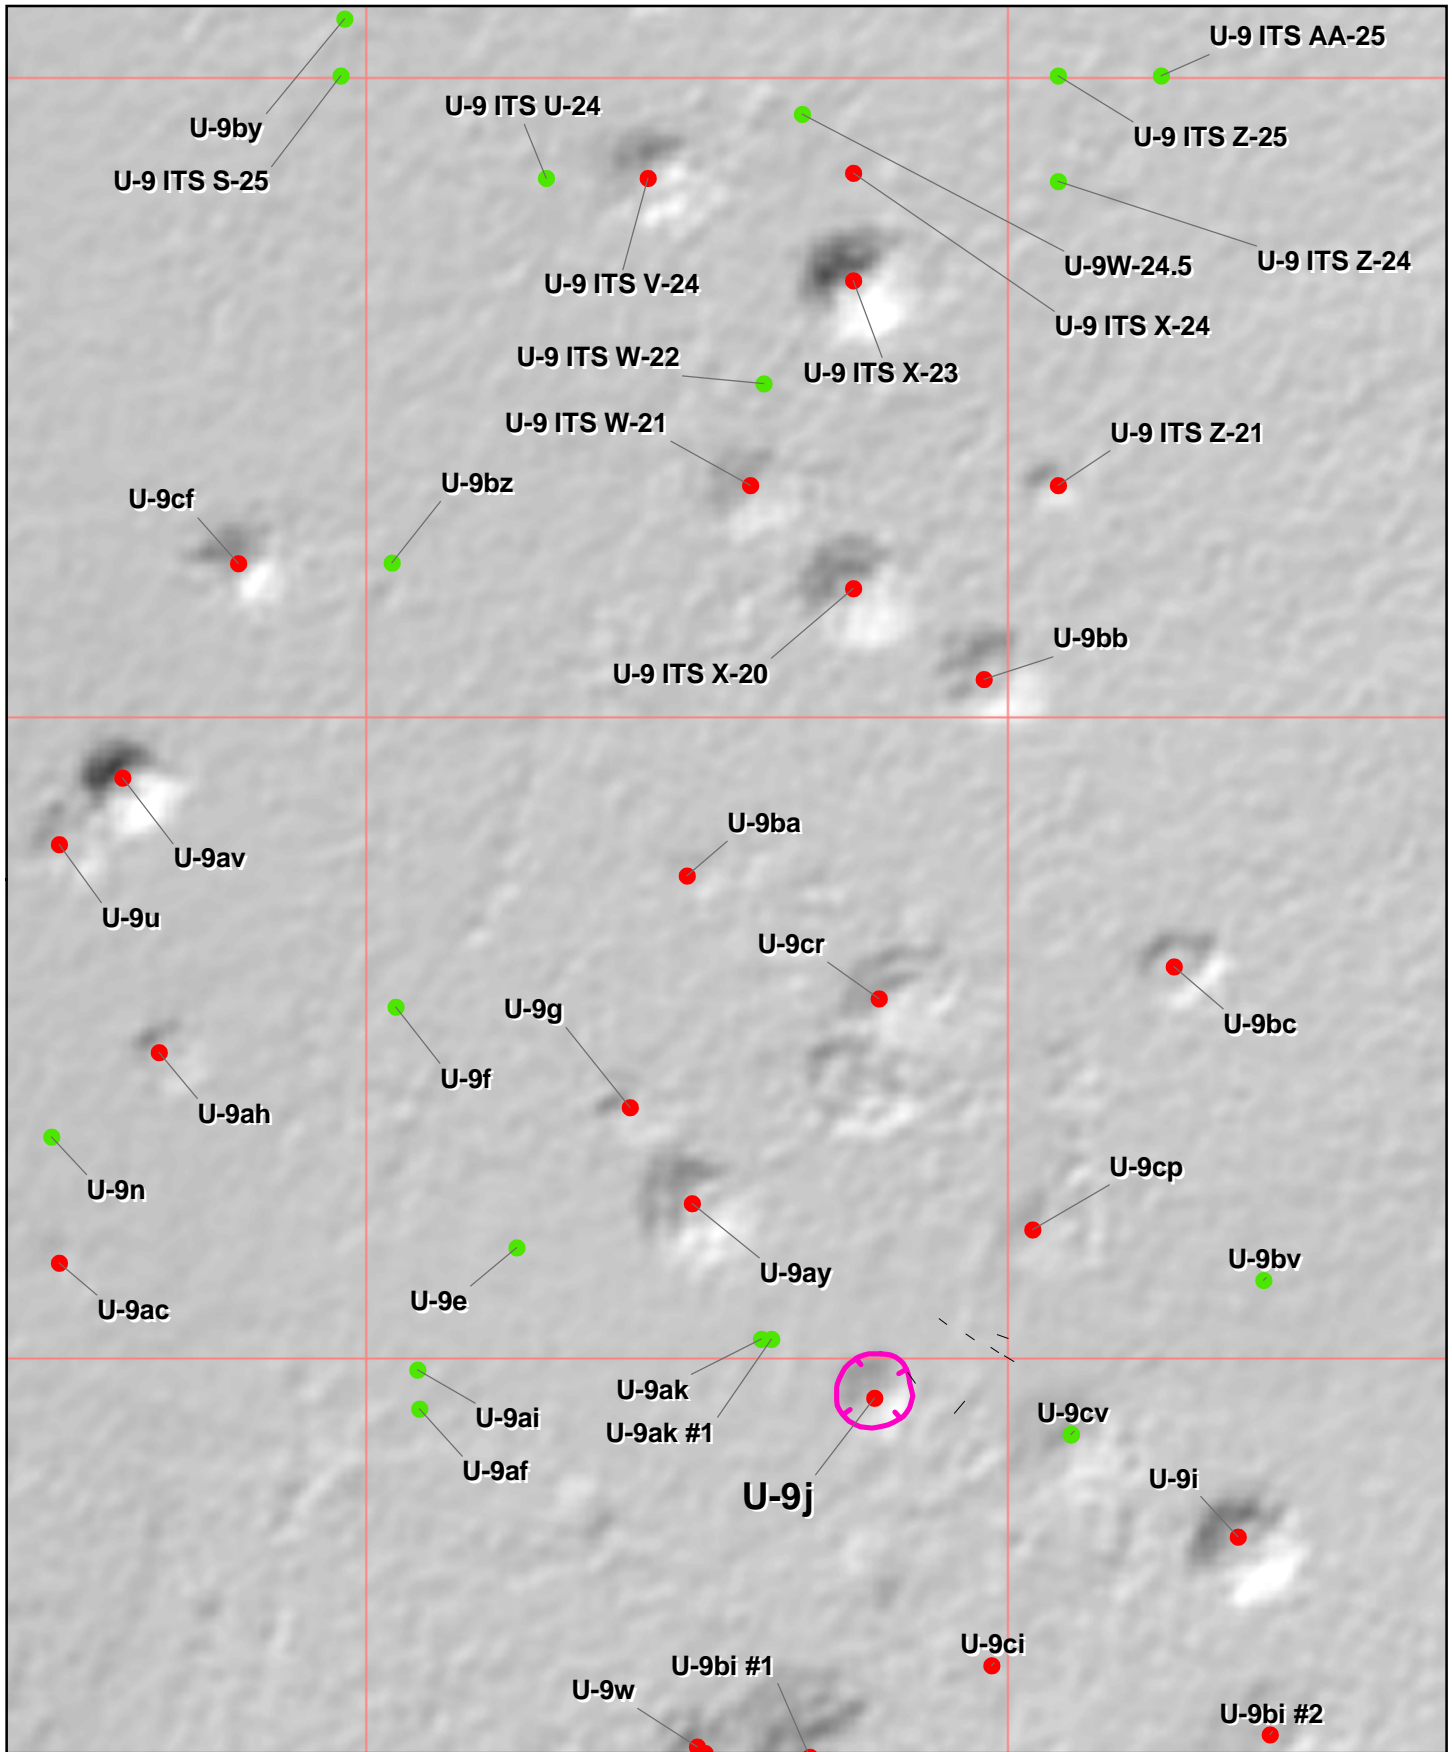 U-9 ITS AA-25
U-9 ITS U-24
U-9by
U-9 ITS Z-25
U-9 ITS S-25
U-9W-24.5
U-9 ITS Z-24
U-9 ITS V-24
U-9 ITS X-24
U-9 ITS W-22
U-9 ITS X-23
U-9 ITS W-21
U-9 ITS Z-21
U-9bz
U-9cf
U-9bb
U-9 ITS X-20
U-9ba
U-9av
U-9u
U-9cr
U-9g
U-9bc
U-9f
U-9ah
U-9cp
U-9n
U-9bv
U-9ay
U-9e
U-9ac
U-9ak
U-9cv
U-9ai
U-9ak #1
U-9af
U-9i
U-9j
U-9ci
U-9bi #1
U-9w
U-9bi #2